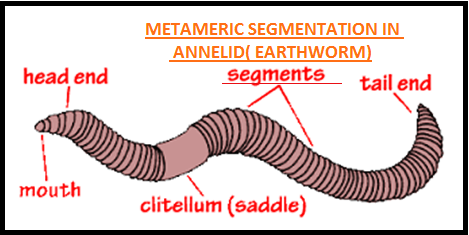 METAMERIC SEGMENTATION IN
ANNELID( EARTHWORM)
head end
segments
tail end
mouth
clitellum (saddle)